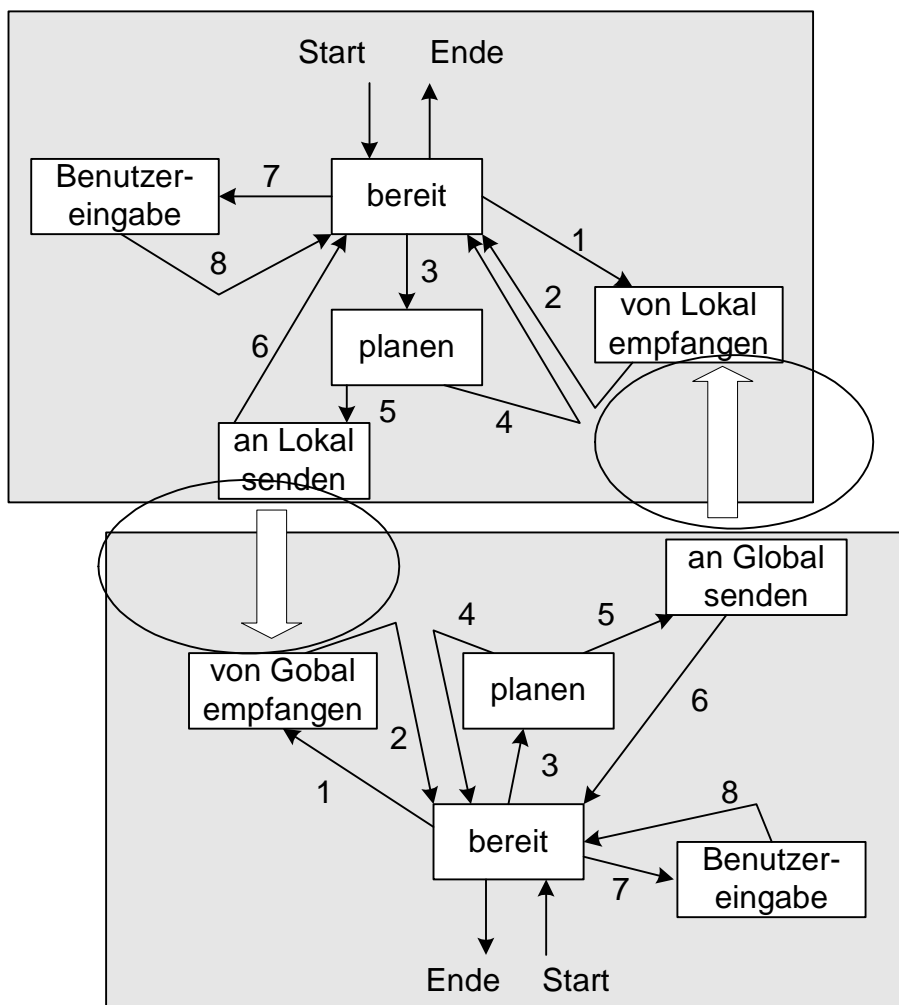 Start Ende
Benutzer-
eingabe
7
bereit
8
3
1
2
von Lokal
empfangen
6
planen
5
4
an Lokal
senden
an Global
senden
4
5
von Gobal
empfangen
planen
2
6
1
3
8
bereit
Benutzer-
eingabe
7
Ende Start